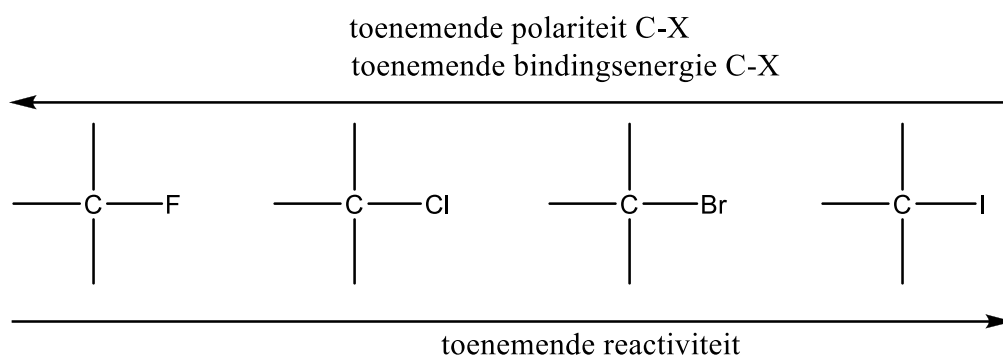 toenemende polariteit C-X
toenemende bindingsenergie C-X
C F C Cl C Br C I
toenemende reactiviteit